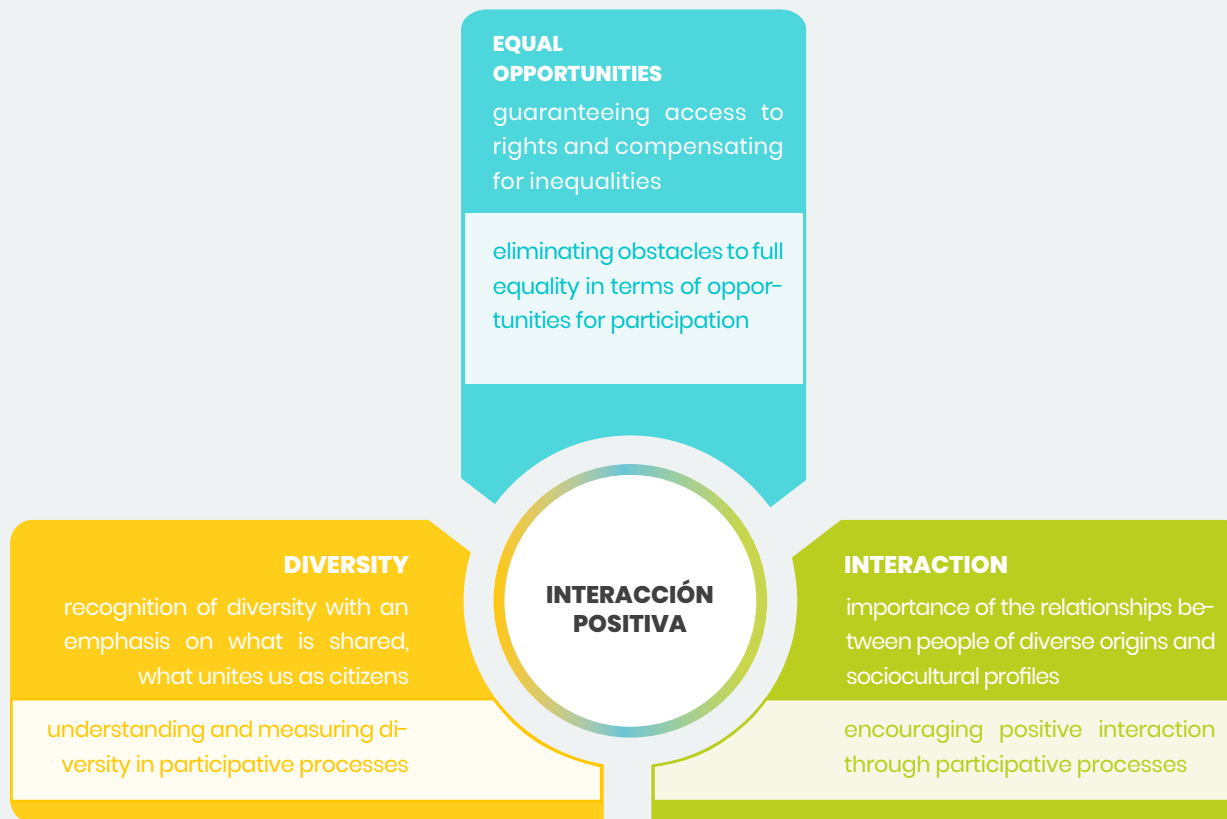 EQUAL
OPPORTUNITIES
guaranteeing access to
rights and compensating
for inequalities
eliminating obstacles to full
equality in terms of oppor-
tunities for participation
INTERACCIÓN
POSITIVA
DIVERSITY
recognition of diversity with an
emphasis on what is shared,
what unites us as citizens
understanding and measuring di-
versity in participative processes
INTERACTION
importance of the relationships be-
tween people of diverse origins and
sociocultural profiles
encouraging positive interaction
through participative processes